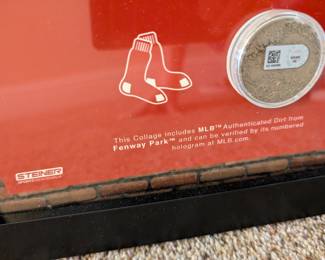 This Collage includes MLB™ Authenticated Dirt from
Fenway Park™ and can be verified by its numbered
hologram at MLB.com.
STEINER